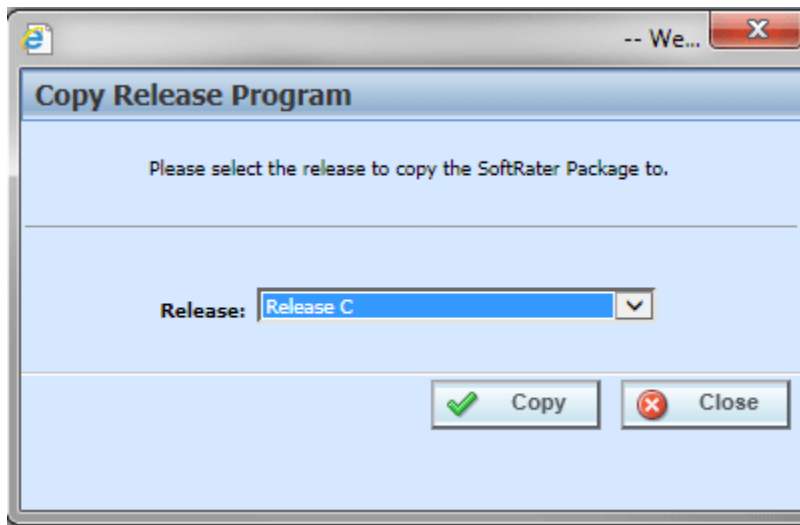 -- We...
Copy Release Program
Please select the release to copy the SoftRater Package to.
Release: Release C
Copy Close